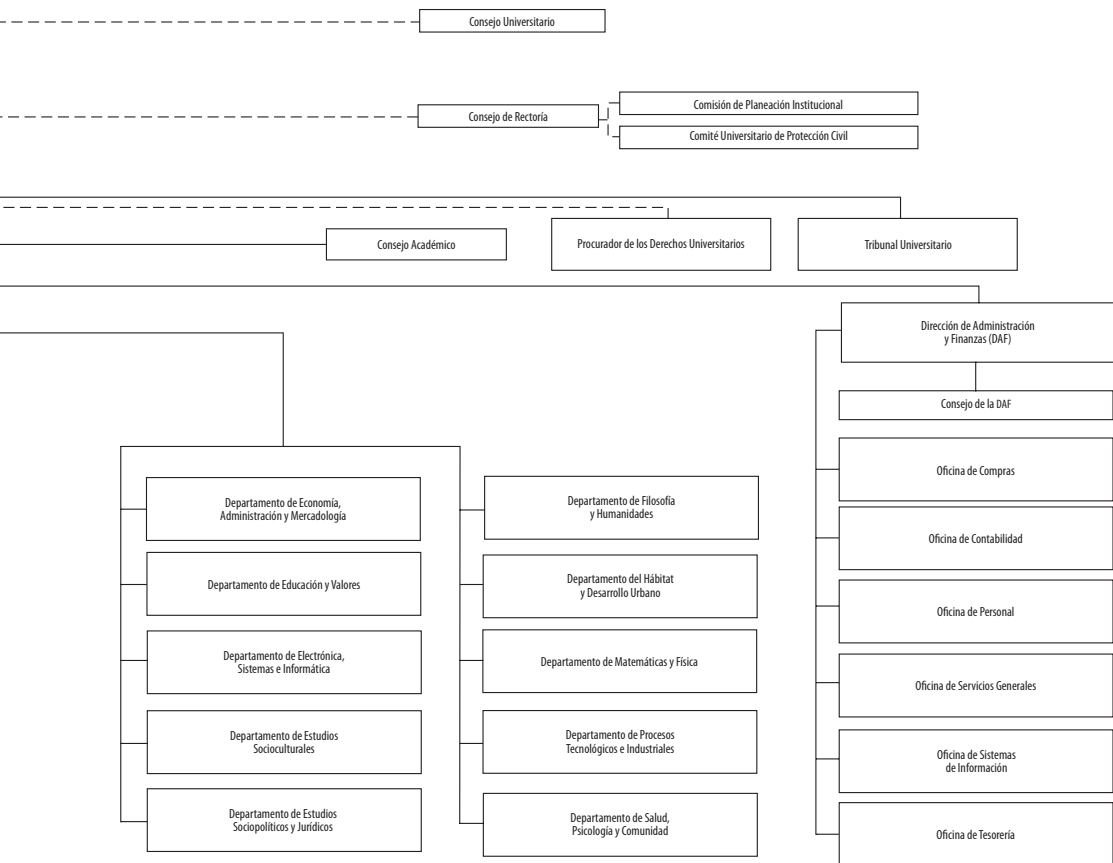 Consejo Universitario
Consejo de Rectoría
Comisión de Planeación Institucional
Comité Universitario de Protección Civil
Consejo Académico
Procurador de los Derechos Universitarios
Tribunal Universitario
Dirección de Administración
y Finanzas (DAF)
Consejo de la DAF
Departamento de Economía,
Administración y Mercadología
Departamento de Educación y Valores
Departamento de Electrónica,
Sistemas e Informática
Departamento de Estudios
Socioculturales
Departamento de Estudios
Sociopolíticos y Jurídicos
Departamento de Filosofía
y Humanidades
Departamento del Hábitat
y Desarrollo Urbano
Departamento de Matemáticas y Física
Departamento de Procesos
Tecnológicos e Industriales
Departamento de Salud,
Psicología y Comunidad
Oficina de Compras
Oficina de Contabilidad
Oficina de Personal
Oficina de Servicios Generales
Oficina de Sistemas
de Información
Oficina de Tesorería